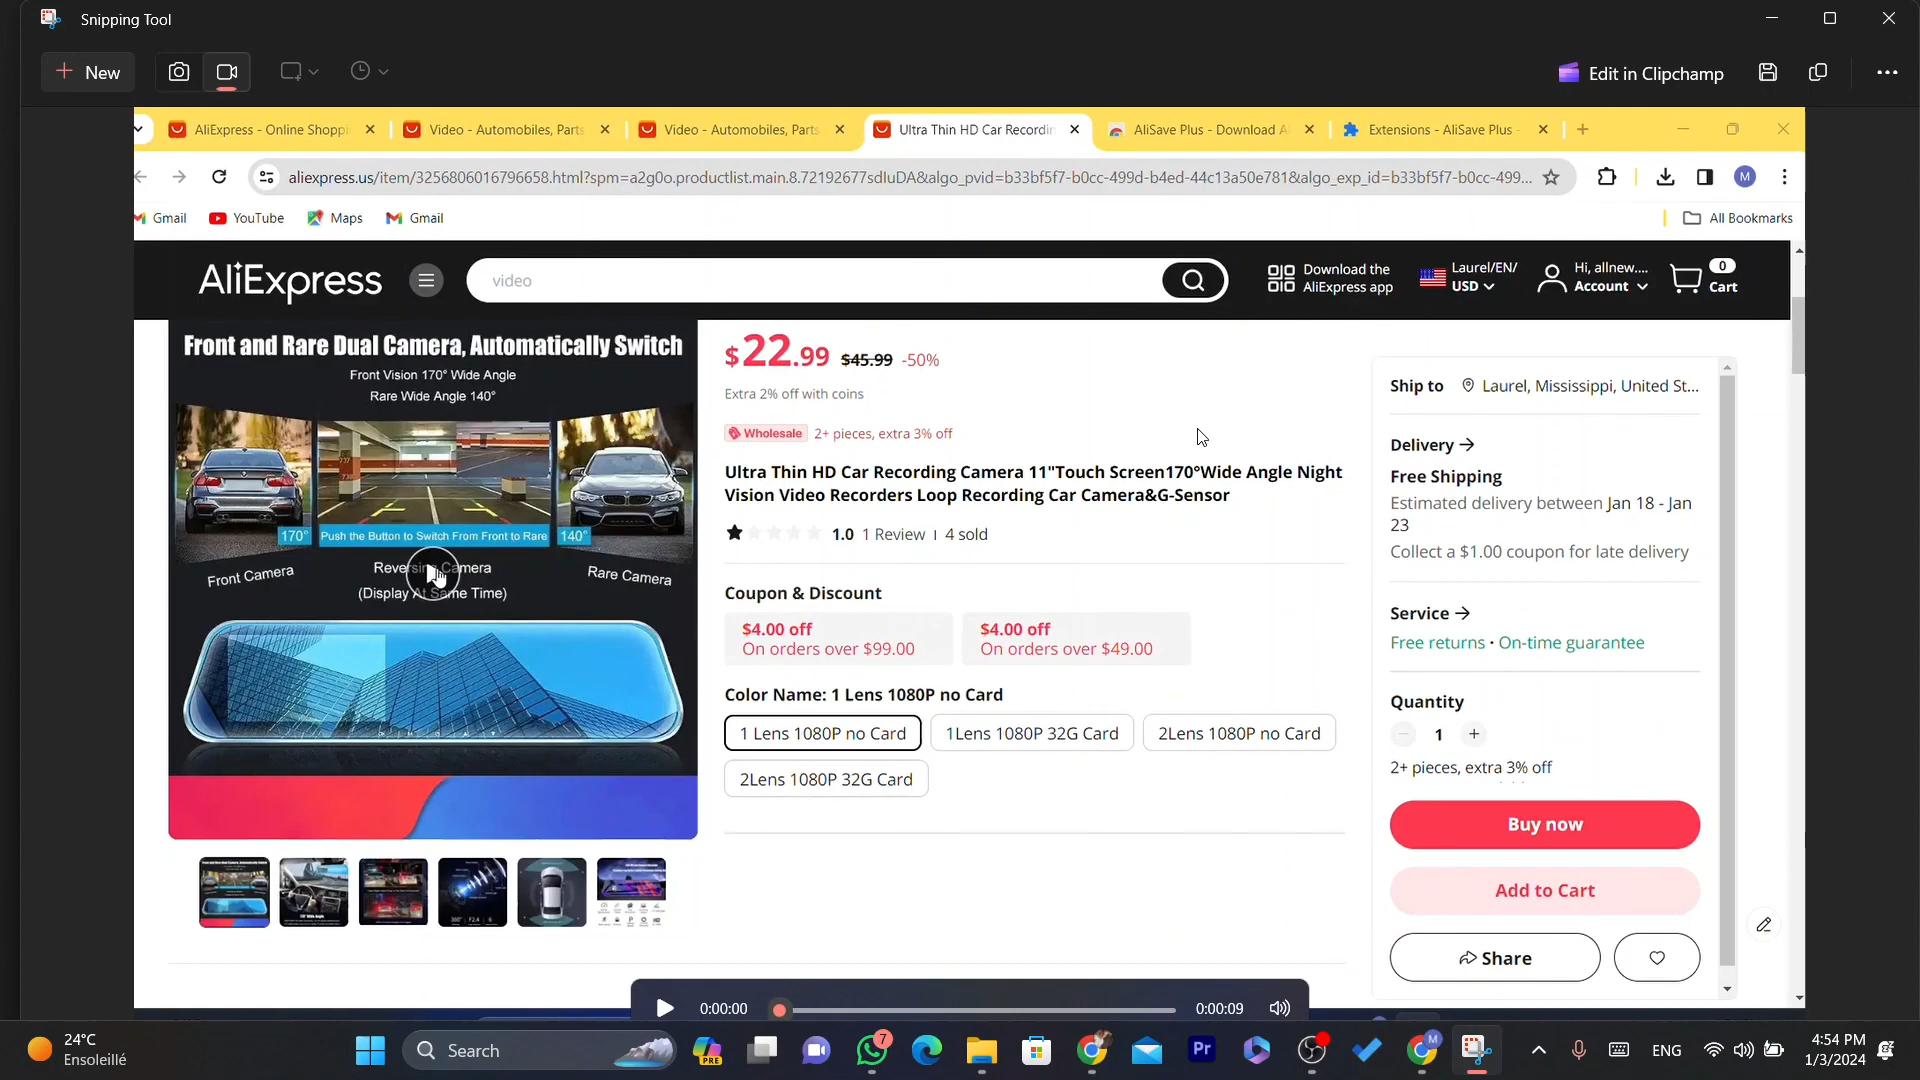 Snipping Tool
New
Edit in Clipchamp
AliExpress - Online Shoppi
Video - Automobiles, Parts
Video - Automobiles, Parts
Ultra Thin HD Car Recordin
AliSave Plus - Download A
Extensions - AliSave Plus -
aliexpress.us/item/3256806016796658.html?spm=a2g0o.productlist.main.8.72192677sdIuDA&algo_pvid=b33bf5f7-b0cc-499d-b4ed-44c13a50e781&algo_exp_id=b33bf5f7-b0cc-499...
M
Gmail
YouTube
Maps
Gmail
All Bookmarks
AliExpress
video
Download the
AliExpress app
Laurel/EN/
USD
Hi, allnew....
Account
0
Cart
Front and Rare Dual Camera, Automatically Switch
Front Vision 170° Wide Angle
Rare Wide Angle 140°
170°
Push the Button to Switch From Front to Rare
140°
Front Camera
Reversing Camera
(Display At Same Time)
Rare Camera
$22.99 $45.99 -50%
Extra 2% off with coins
Wholesale 2+ pieces, extra 3% off
Ultra Thin HD Car Recording Camera 11"Touch Screen170°Wide Angle Night
Vision Video Recorders Loop Recording Car Camera&G-Sensor
1.0 1 Review | 4 sold
Coupon & Discount
$4.00 off
On orders over $99.00
$4.00 off
On orders over $49.00
Color Name: 1 Lens 1080P no Card
1 Lens 1080P no Card
1Lens 1080P 32G Card
2Lens 1080P no Card
2Lens 1080P 32G Card
Ship to
Laurel, Mississippi, United St...
Delivery
Free Shipping
Estimated delivery between Jan 18 - Jan
23
Collect a $1.00 coupon for late delivery
Service
Free returns · On-time guarantee
Quantity
1
2+ pieces, extra 3% off
Buy now
Add to Cart
Share
0:00:00
0:00:09
24°C
Ensoleillé
Search
PRE
7
Pr
M
ENG
4:54 PM
1/3/2024